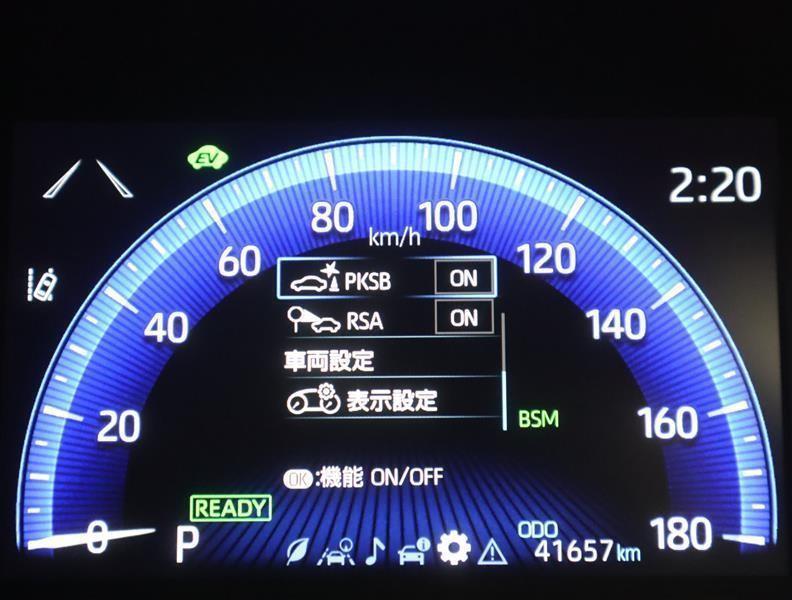 EV
2:20
80
100
km/h
60
120
PKSB ON
RSA ON
40
140
車両設定
表示設定
20
BSM
160
OK:機能 ON/OFF
READY
0
P
ODO
41657km
180